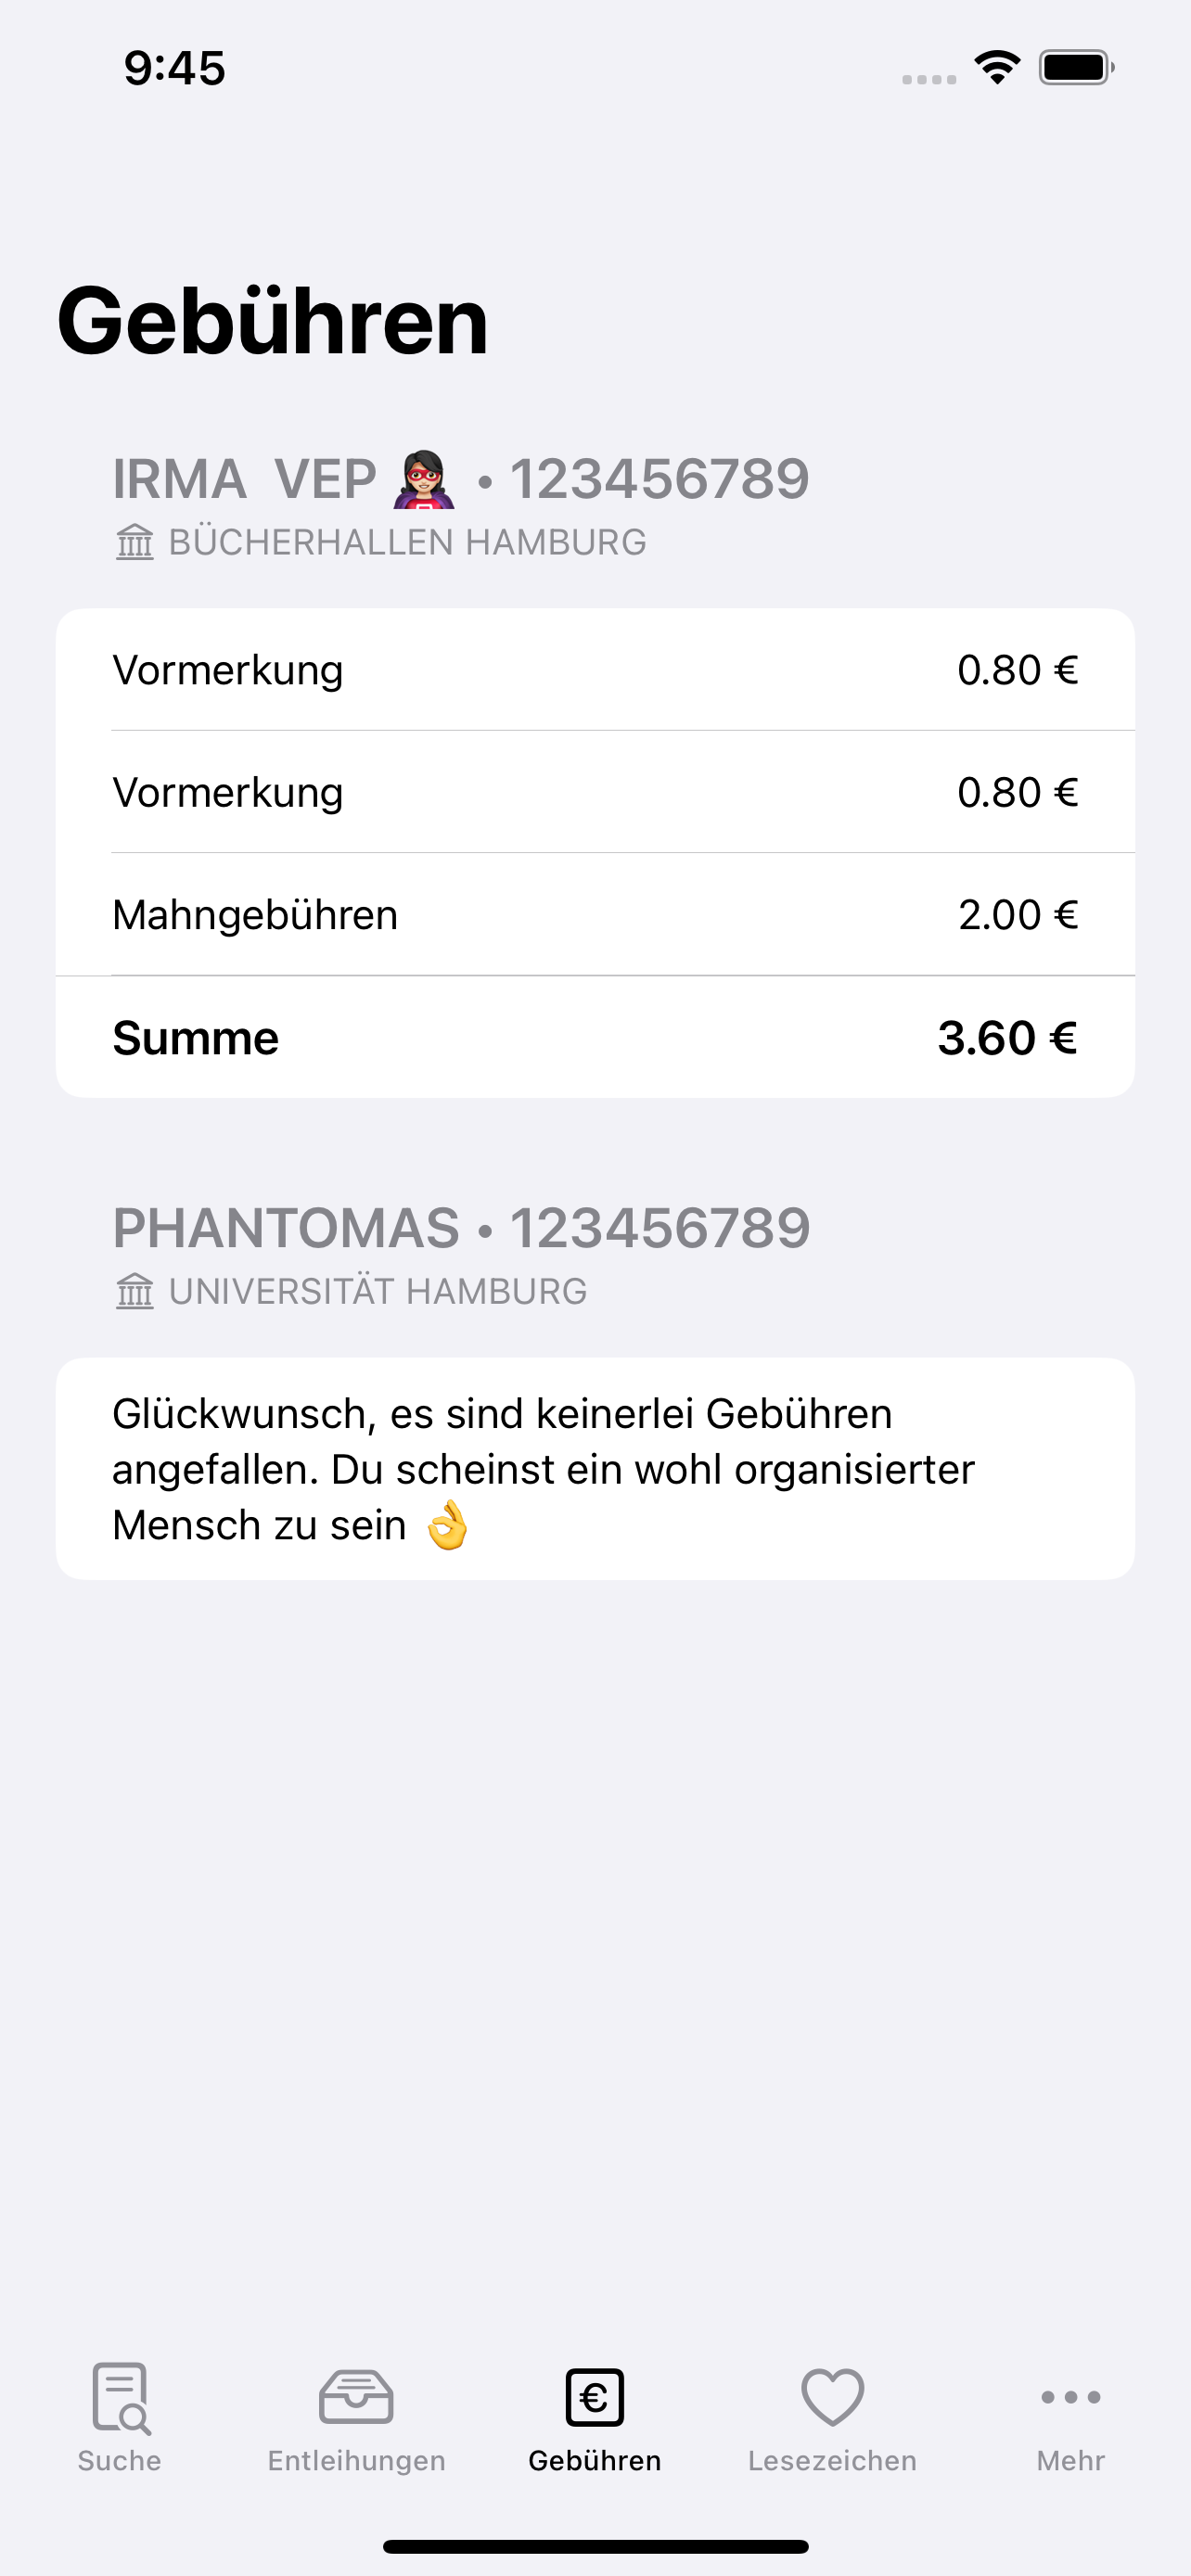 9:45
Gebühren
IRMA  VEP 🦸🏻‍♀️ • 123456789
BÜCHERHALLEN HAMBURG
Vormerkung 0.80 €
Vormerkung 0.80 €
Mahngebühren 2.00 €
Summe 3.60 €
PHANTOMAS • 123456789
UNIVERSITÄT HAMBURG
Glückwunsch, es sind keinerlei Gebühren
angefallen. Du scheinst ein wohl organisierter
Mensch zu sein 👌
€
Suche Entleihungen Gebühren Lesezeichen Mehr